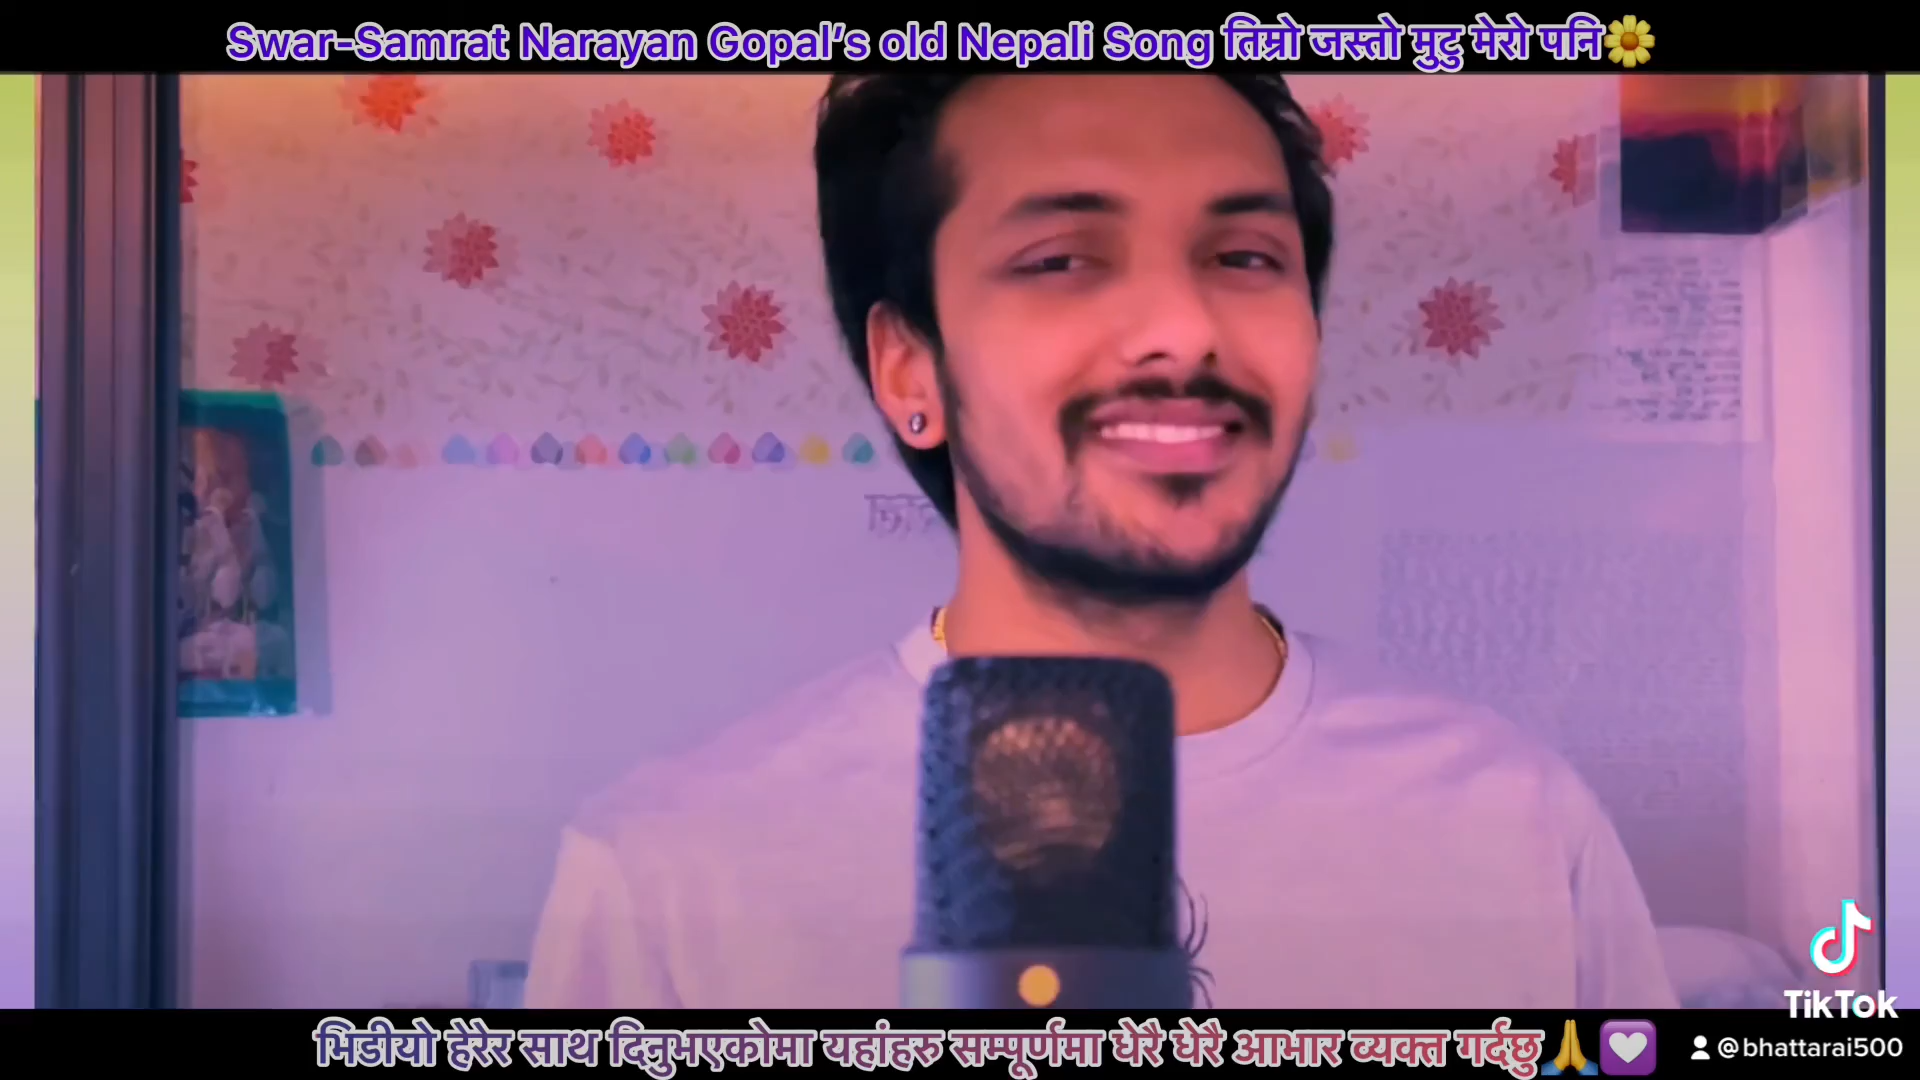 Swar-Samrat Narayan Gopal's old Nepali Song तिम्रो जस्तो मुटु मेरो पनि🌼
भिडीयो हेरेर साथ दिनुभएकोमा यहांहरु सम्पूर्णमा धेरै धेरै आभार व्यक्त गर्दछु🙏💟
TikTok
@bhattarai500